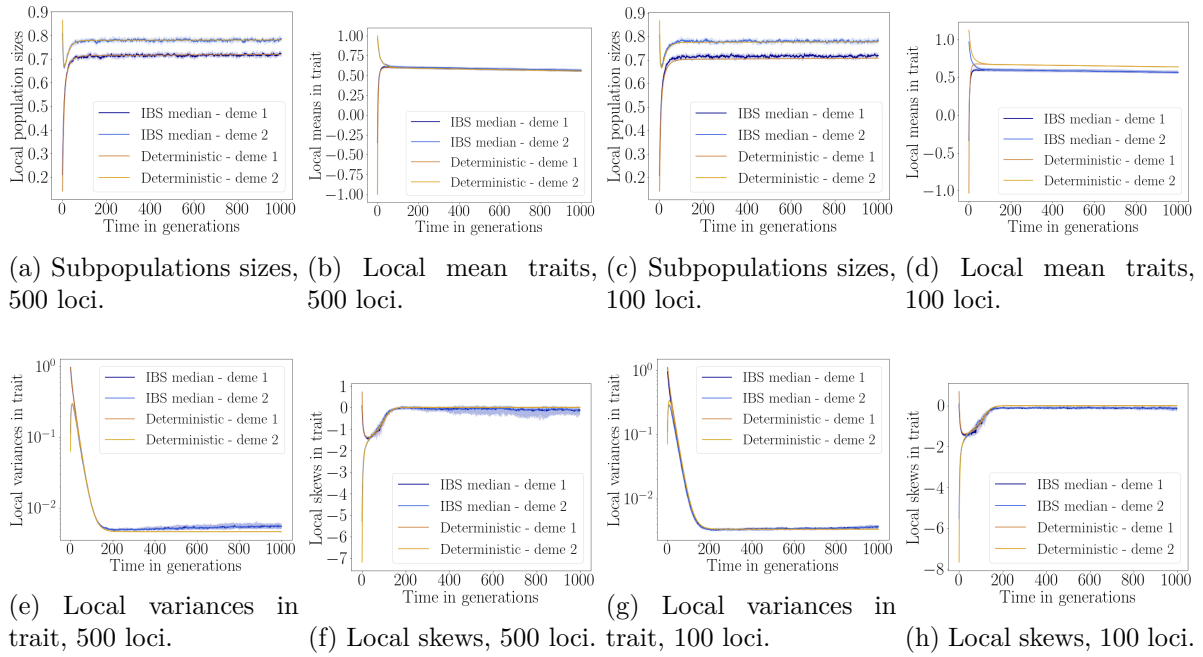 0.9
0.8
0.7
0.6
0.5
0.4
0.3
0.2
Local population sizes
IBS median - deme 1
IBS median - deme 2
Deterministic - deme 1
Deterministic - deme 2
0 200 400 600 800 1000
Time in generations
(a) Subpopulations sizes,
500 loci.
1.00
0.75
0.50
0.25
0.00
−0.25
−0.50
−0.75
−1.00
Local means in trait
IBS median - deme 1
IBS median - deme 2
Deterministic - deme 1
Deterministic - deme 2
0 200 400 600 800 1000
Time in generations
(b) Local mean traits,
500 loci.
0.9
0.8
0.7
0.6
0.5
0.4
0.3
0.2
Local population sizes
IBS median - deme 1
IBS median - deme 2
Deterministic - deme 1
Deterministic - deme 2
0 200 400 600 800 1000
Time in generations
(c) Subpopulations sizes,
100 loci.
1.0
0.5
0.0
−0.5
−1.0
Local means in trait
IBS median - deme 1
IBS median - deme 2
Deterministic - deme 1
Deterministic - deme 2
0 200 400 600 800 1000
Time in generations
(d) Local mean traits,
100 loci.
10⁰
10⁻¹
10⁻²
Local variances in trait
IBS median - deme 1
IBS median - deme 2
Deterministic - deme 1
Deterministic - deme 2
0 200 400 600 800 1000
Time in generations
(e) Local variances in
trait, 500 loci.
1
0
−1
−2
−3
−4
−5
−6
−7
Local skews in trait
IBS median - deme 1
IBS median - deme 2
Deterministic - deme 1
Deterministic - deme 2
0 200 400 600 800 1000
Time in generations
(f) Local skews, 500 loci.
10⁰
10⁻¹
10⁻²
Local variances in trait
IBS median - deme 1
IBS median - deme 2
Deterministic - deme 1
Deterministic - deme 2
0 200 400 600 800 1000
Time in generations
(g) Local variances in
trait, 100 loci.
0
−2
−4
−6
−8
Local skews in trait
IBS median - deme 1
IBS median - deme 2
Deterministic - deme 1
Deterministic - deme 2
0 200 400 600 800 1000
Time in generations
(h) Local skews, 100 loci.